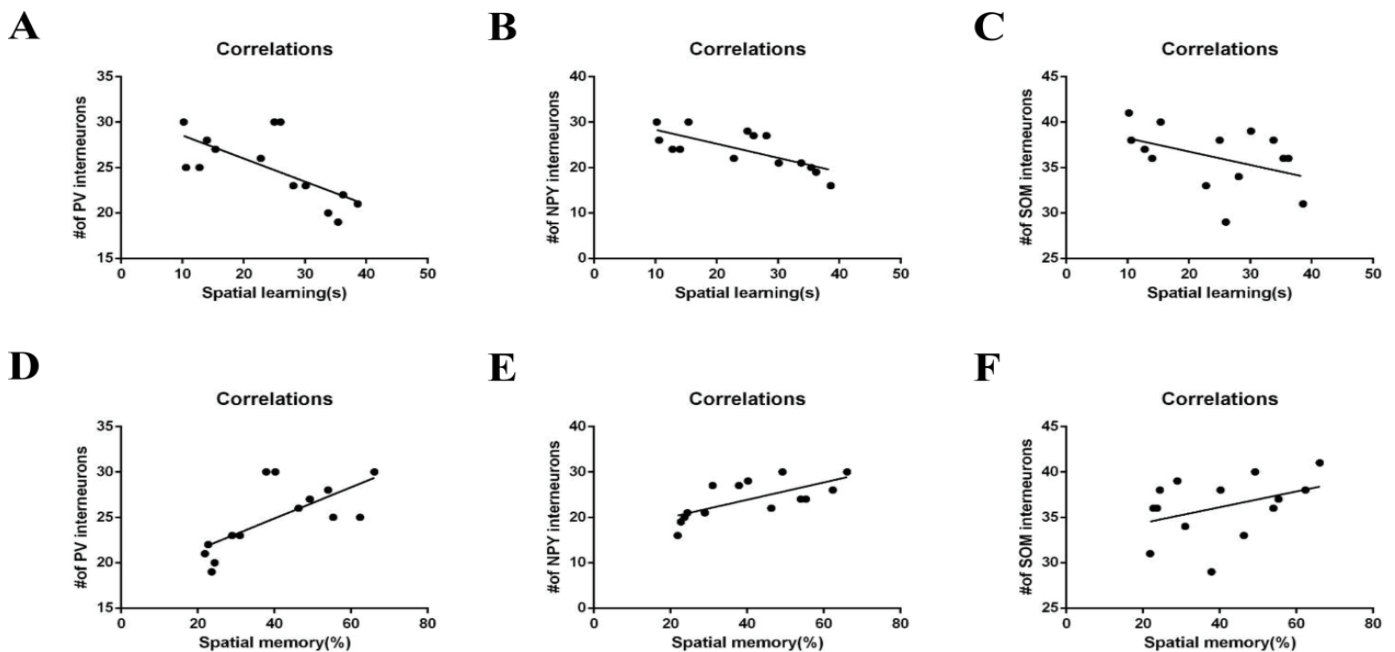 A
Correlations
35
30
25
20
15
#of PV interneurons
0
10
20
30
40
50
Spatial learning(s)
B
Correlations
40
30
20
10
0
#of NPY interneurons
0
10
20
30
40
50
Spatial learning(s)
C
Correlations
45
40
35
30
25
#of SOM interneurons
0
10
20
30
40
50
Spatial learning(s)
D
Correlations
35
30
25
20
15
#of PV interneurons
0
20
40
60
80
Spatial memory(%)
E
Correlations
40
30
20
10
0
#of NPY interneurons
0
20
40
60
80
Spatial memory(%)
F
Correlations
45
40
35
30
25
#of SOM interneurons
0
20
40
60
80
Spatial memory(%)